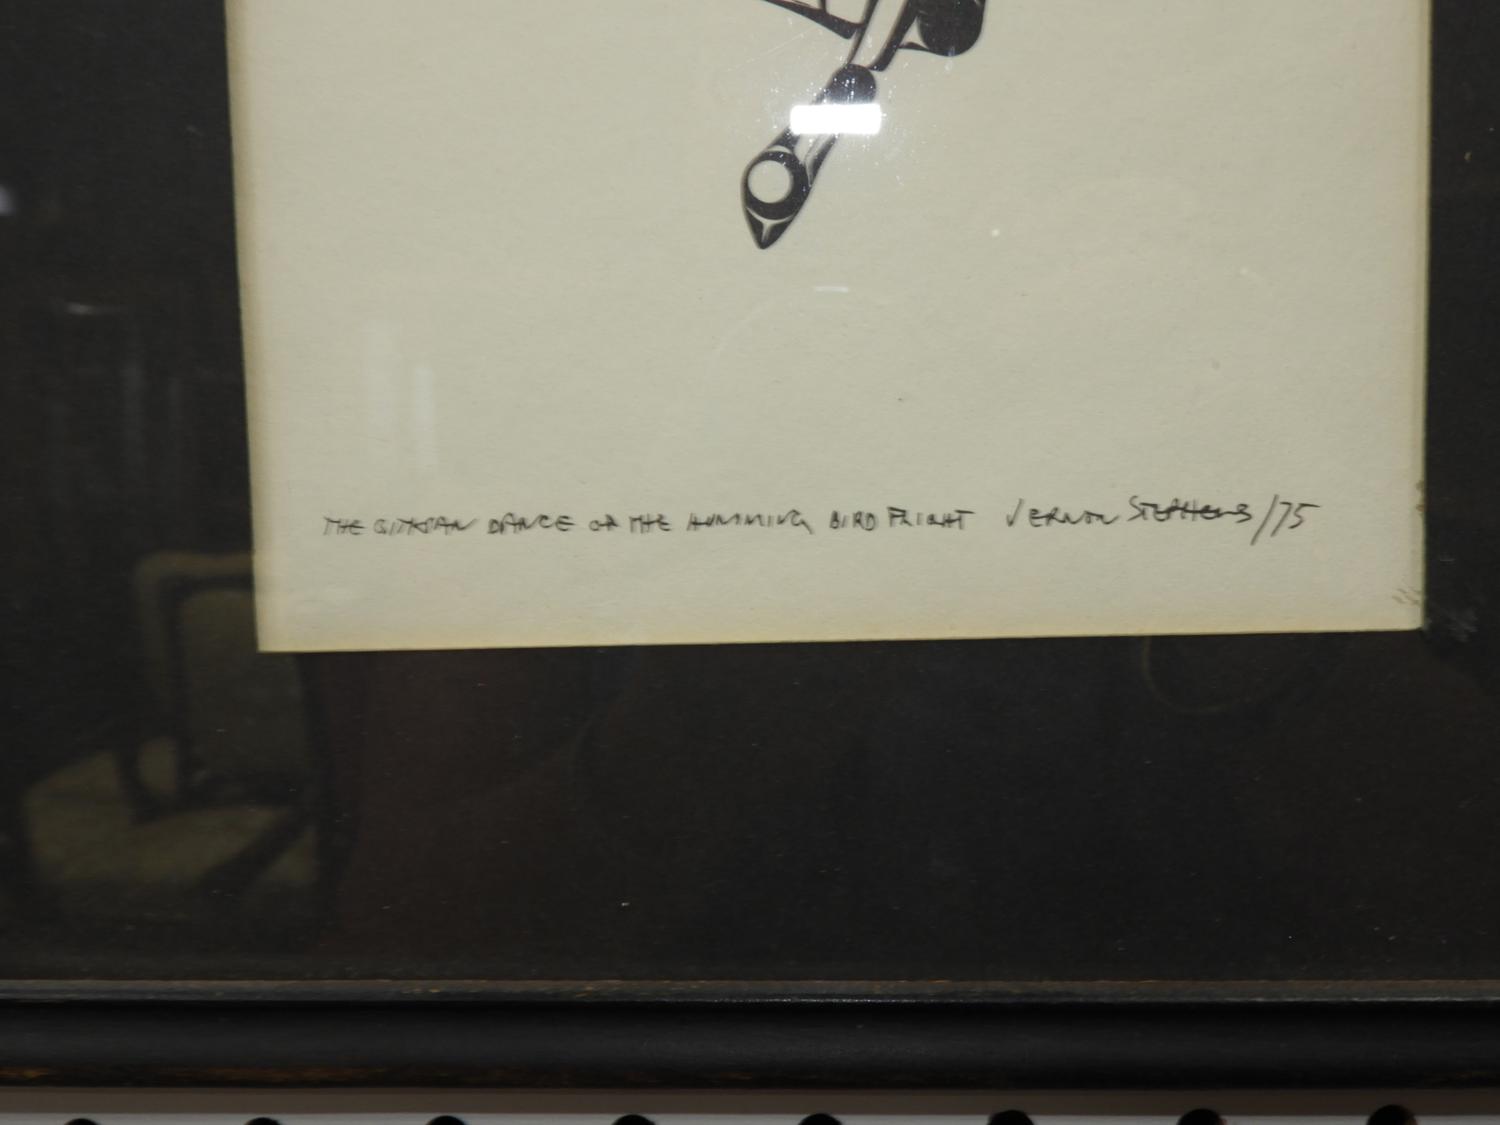 THE GITKSAN DANCE OF THE HUMMING BIRD FLIGHT VERNON STEPHENS /75